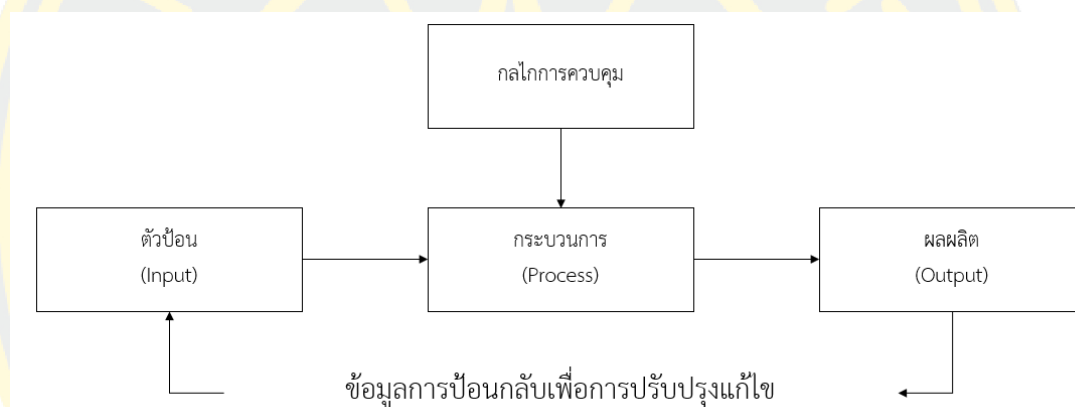 กลไกการควบคุม
ตัวป้อน
(Input)
กระบวนการ
(Process)
ผลผลิต
(Output)
ข้อมูลการป้อนกลับเพื่อการปรับปรุงแก้ไข